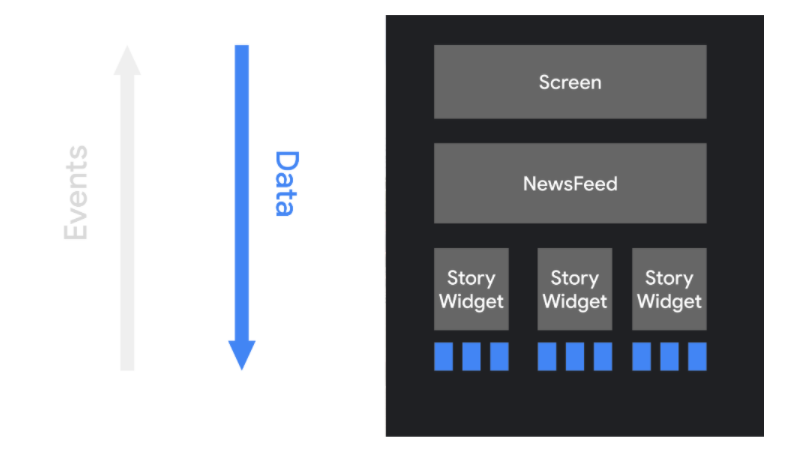 Events
Data
Screen
NewsFeed
Story
Widget
Story
Widget
Story
Widget